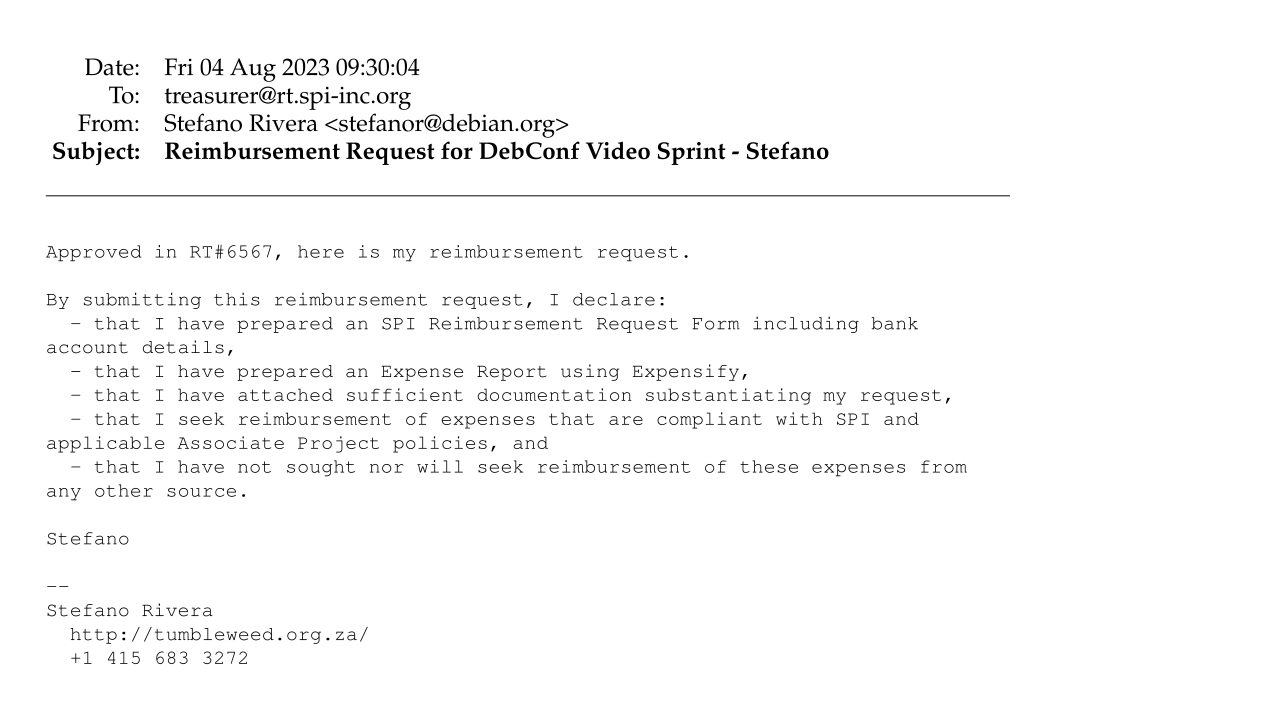 Date: Fri 04 Aug 2023 09:30:04
To: treasurer@rt.spi-inc.org
From: Stefano Rivera <stefanor@debian.org>
Subject: Reimbursement Request for DebConf Video Sprint - Stefano
Approved in RT#6567, here is my reimbursement request.
By submitting this reimbursement request, I declare:
- that I have prepared an SPI Reimbursement Request Form including bank
account details,
- that I have prepared an Expense Report using Expensify,
- that I have attached sufficient documentation substantiating my request,
- that I seek reimbursement of expenses that are compliant with SPI and
applicable Associate Project policies, and
- that I have not sought nor will seek reimbursement of these expenses from
any other source.
Stefano
--
Stefano Rivera
http://tumbleweed.org.za/
+1 415 683 3272